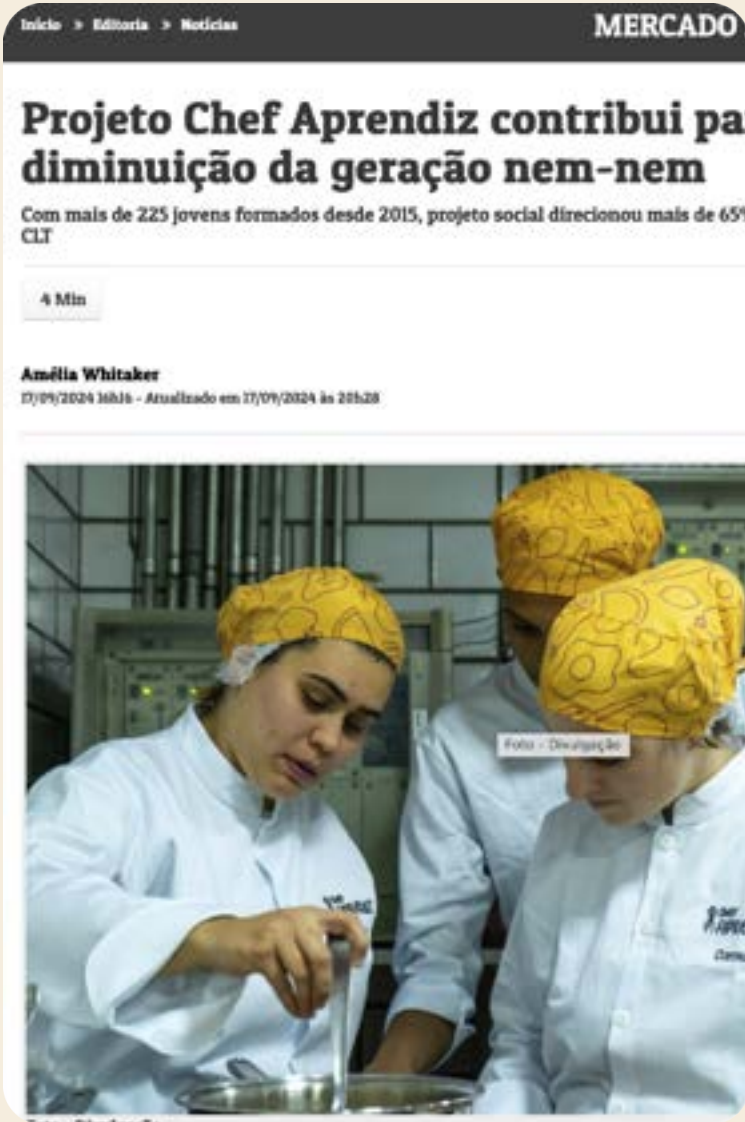 Início » Editoria » Notícias
MERCADO
Projeto Chef Aprendiz contribui pa
diminuição da geração nem-nem
Com mais de 225 jovens formados desde 2015, projeto social direcionou mais de 65%
CLT
4 Min
Amélia Whitaker
17/09/2024 16h16 - Atualizado em 17/09/2024 às 20h28
Foto - Divulgação